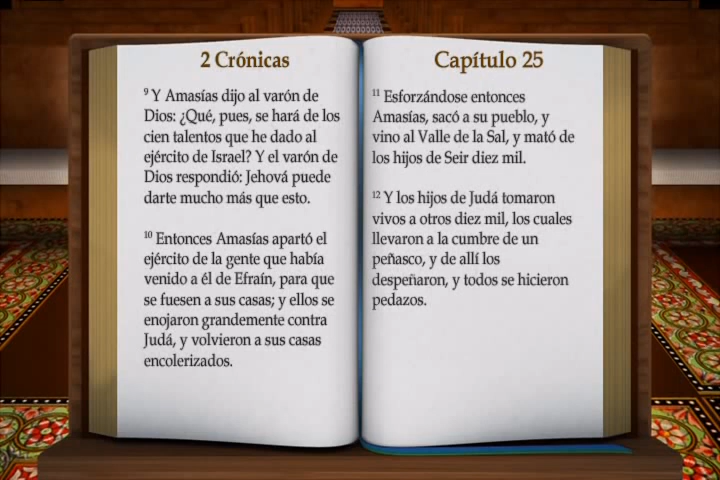 2 Crónicas
9 Y Amasías dijo al varón de
Dios: ¿Qué, pues, se hará de los
cien talentos que he dado al
ejército de Israel? Y el varón de
Dios respondió: Jehová puede
darte mucho más que esto.
10 Entonces Amasías apartó el
ejército de la gente que había
venido a él de Efraín, para que
se fuesen a sus casas; y ellos se
enojaron grandemente contra
Judá, y volvieron a sus casas
encolerizados.
Capítulo 25
11 Esforzándose entonces
Amasías, sacó a su pueblo, y
vino al Valle de la Sal, y mató de
los hijos de Seir diez mil.
12 Y los hijos de Judá tomaron
vivos a otros diez mil, los cuales
llevaron a la cumbre de un
peñasco, y de allí los
despeñaron, y todos se hicieron
pedazos.